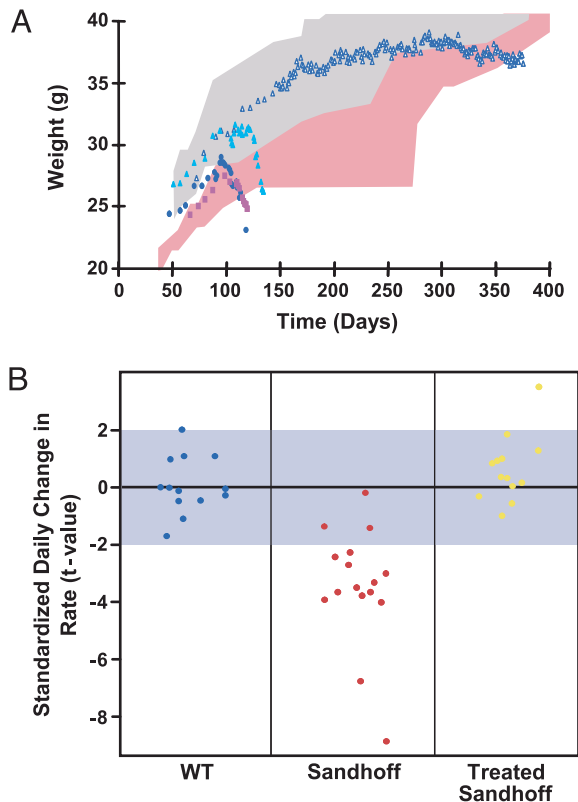 A
Weight (g)
40
35
30
25
20
0 50 100 150 200 250 300 350 400
Time (Days)
B
Standardized Daily Change in
Rate (t-value)
2
0
-2
-4
-6
-8
WT Sandhoff Treated
Sandhoff